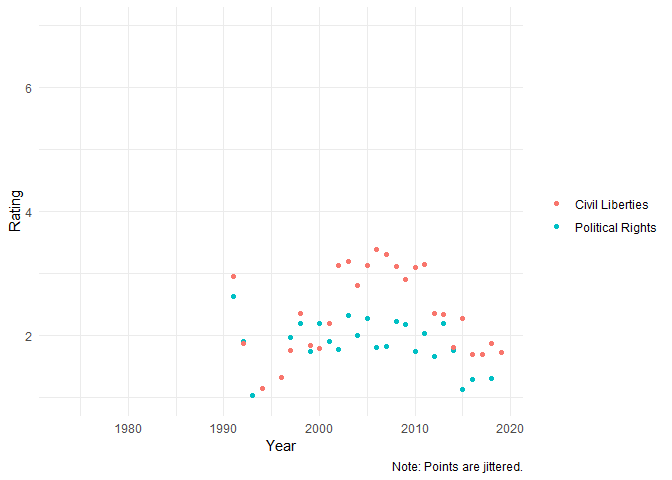 6
4
2
Rating
1980
1990
2000
2010
2020
Year
Civil Liberties
Political Rights
Note: Points are jittered.